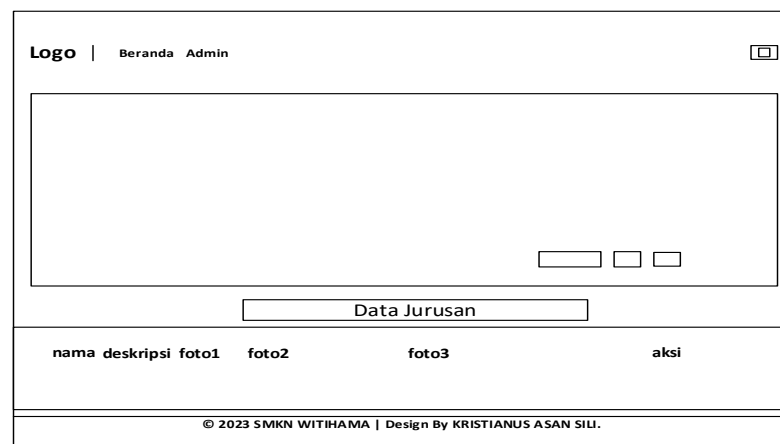 Logo | Beranda Admin
Data Jurusan
nama deskripsi foto1 foto2 foto3 aksi
© 2023 SMKN WITIHAMA | Design By KRISTIANUS ASAN SILI.